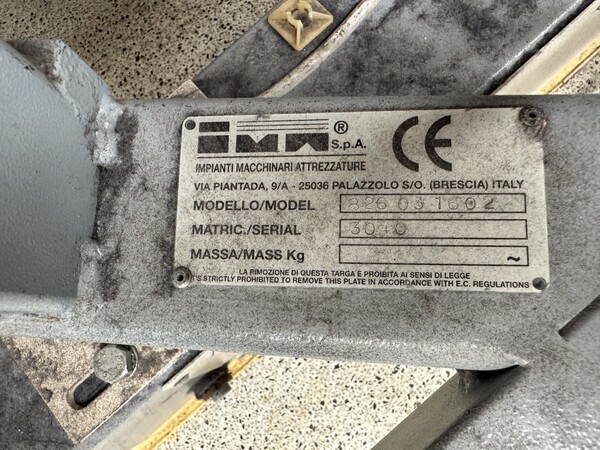 imm ® S.p.A. CE
IMPIANTI MACCHINARI ATTREZZATURE
VIA PIANTADA, 9/A - 25036 PALAZZOLO S/O. (BRESCIA) ITALY
MODELLO/MODEL
MATRIC./SERIAL
MASSA/MASS Kg ~
LA RIMOZIONE DI QUESTA TARGA È PROIBITA AI SENSI DI LEGGE
STRICTLY PROHIBITED TO REMOVE THIS PLATE IN ACCORDANCE WITH E.C. REGULATIONS